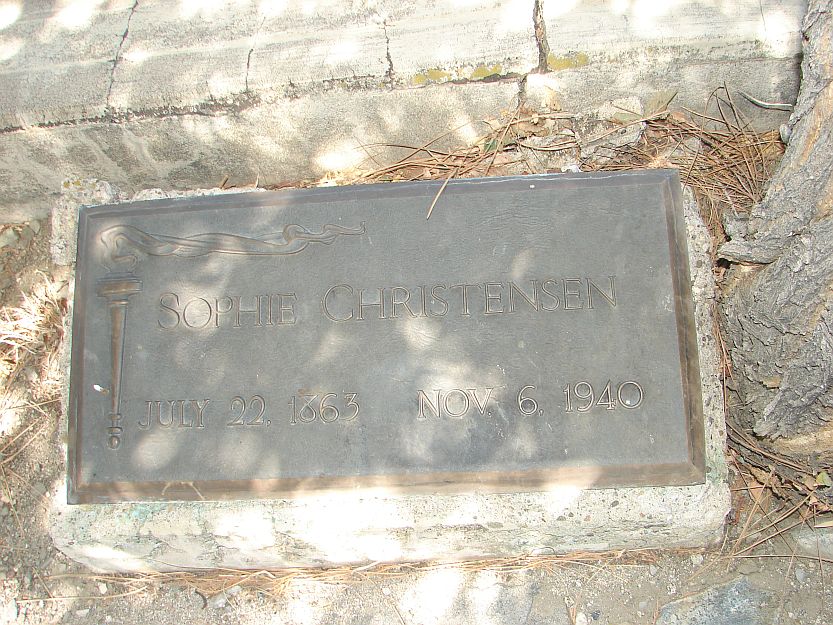 SOPHIE CHRISTENSEN
JULY 22, 1863 NOV. 6, 1940